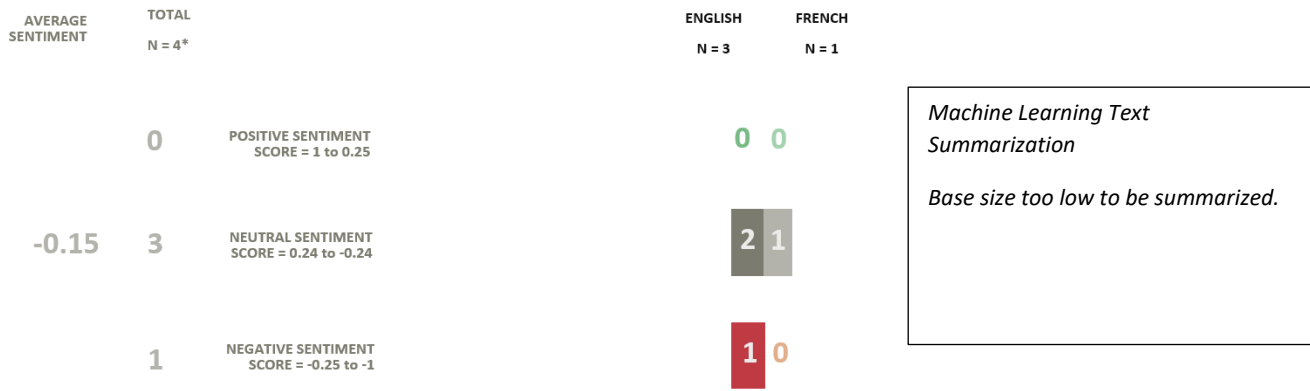 AVERAGE
SENTIMENT
TOTAL
N = 4*
ENGLISH
N = 3
FRENCH
N = 1
0
POSITIVE SENTIMENT
SCORE = 1 to 0.25
0 0
-0.15
3
NEUTRAL SENTIMENT
SCORE = 0.24 to -0.24
2 1
1
NEGATIVE SENTIMENT
SCORE = -0.25 to -1
1 0
Machine Learning Text
Summarization
Base size too low to be summarized.